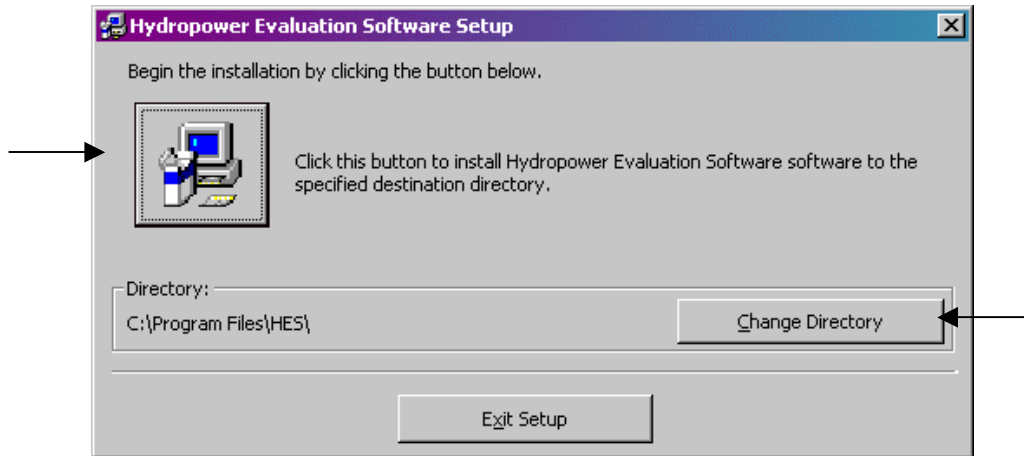 Hydropower Evaluation Software Setup
Begin the installation by clicking the button below.
Click this button to install Hydropower Evaluation Software software to the
specified destination directory.
Directory:
C:\Program Files\HES\
Change Directory
Exit Setup